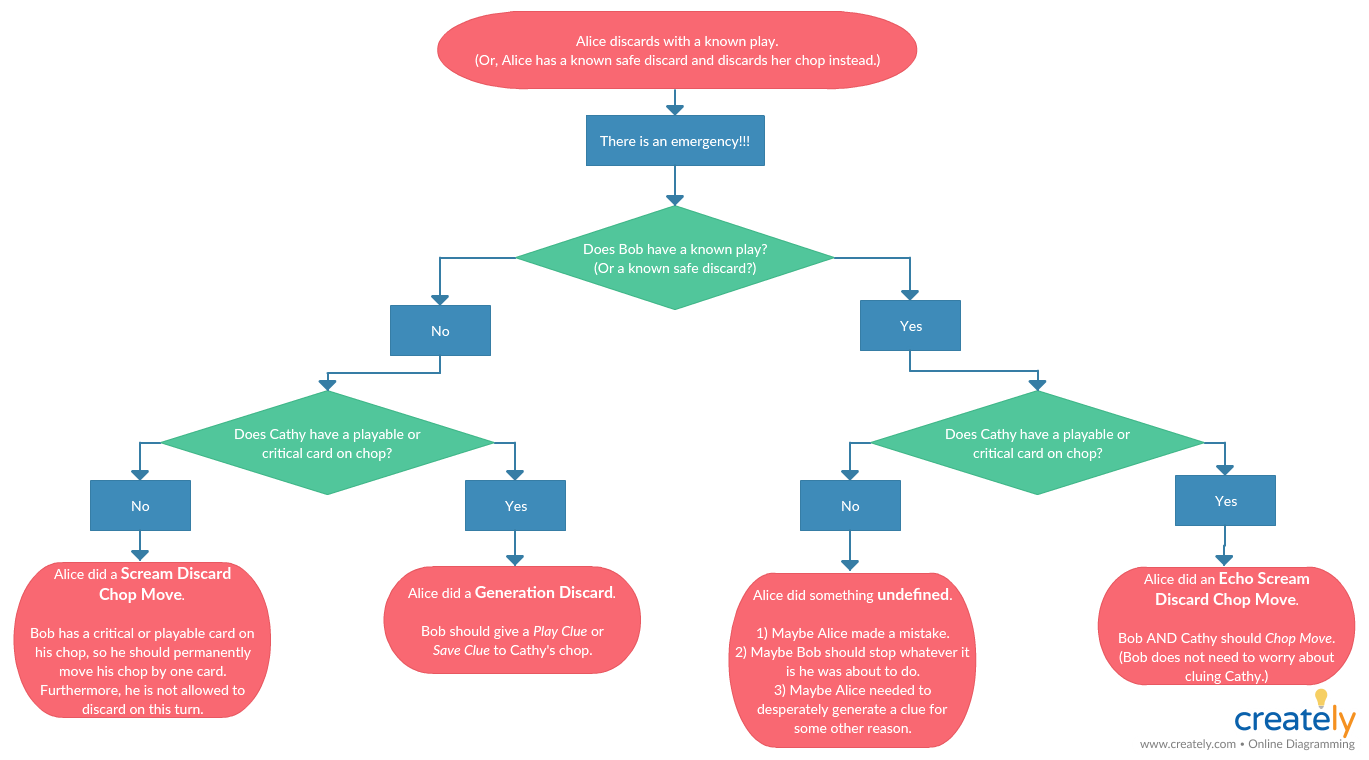 Alice discards with a known play.
(Or, Alice has a known safe discard and discards her chop instead.)
There is an emergency!!!
Does Bob have a known play?
(Or a known safe discard?)
No
Yes
Does Cathy have a playable or
critical card on chop?
Does Cathy have a playable or
critical card on chop?
No
Yes
No
Yes
Alice did a Scream Discard
Chop Move.
Bob has a critical or playable card on
his chop, so he should permanently
move his chop by one card.
Furthermore, he is not allowed to
discard on this turn.
Alice did a Generation Discard.
Bob should give a Play Clue or
Save Clue to Cathy's chop.
Alice did something undefined.
1) Maybe Alice made a mistake.
2) Maybe Bob should stop whatever it
is he was about to do.
3) Maybe Alice needed to
desperately generate a clue for
some other reason.
Alice did an Echo Scream
Discard Chop Move.
Bob AND Cathy should Chop Move.
(Bob does not need to worry about
cluing Cathy.)
creately
www.creately.com • Online Diagramming